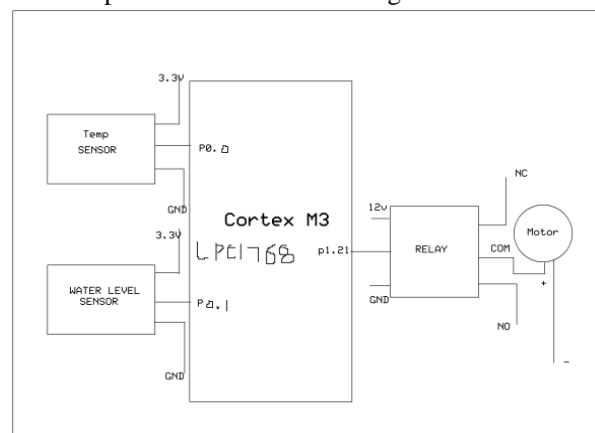 3.3V
Temp
SENSOR
P0.0
GND
Cortex M3
LPC1768
3.3V
WATER LEVEL
SENSOR
P0.1
GND
p1.21
12v
RELAY
GND
NC
COM
NO
Motor
+
-